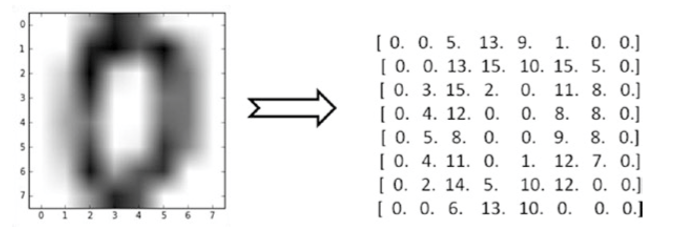 0
1
2
3
4
5
6
7
0 1 2 3 4 5 6 7
[ 0. 0. 5. 13. 9. 1. 0. 0.]
[ 0. 0. 13. 15. 10. 15. 5. 0.]
[ 0. 3. 15. 2. 0. 11. 8. 0.]
[ 0. 4. 12. 0. 0. 8. 8. 0.]
[ 0. 5. 8. 0. 0. 9. 8. 0.]
[ 0. 4. 11. 0. 1. 12. 7. 0.]
[ 0. 2. 14. 5. 10. 12. 0. 0.]
[ 0. 0. 6. 13. 10. 0. 0. 0.]